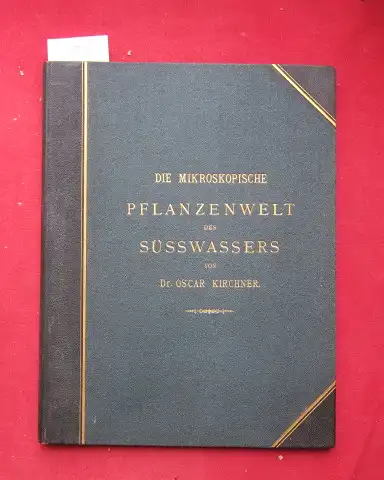 DIE MIKROSKOPISCHE
PFLANZENWELT
DES
SÜSSWASSERS
VON
Dr. OSCAR KIRCHNER.